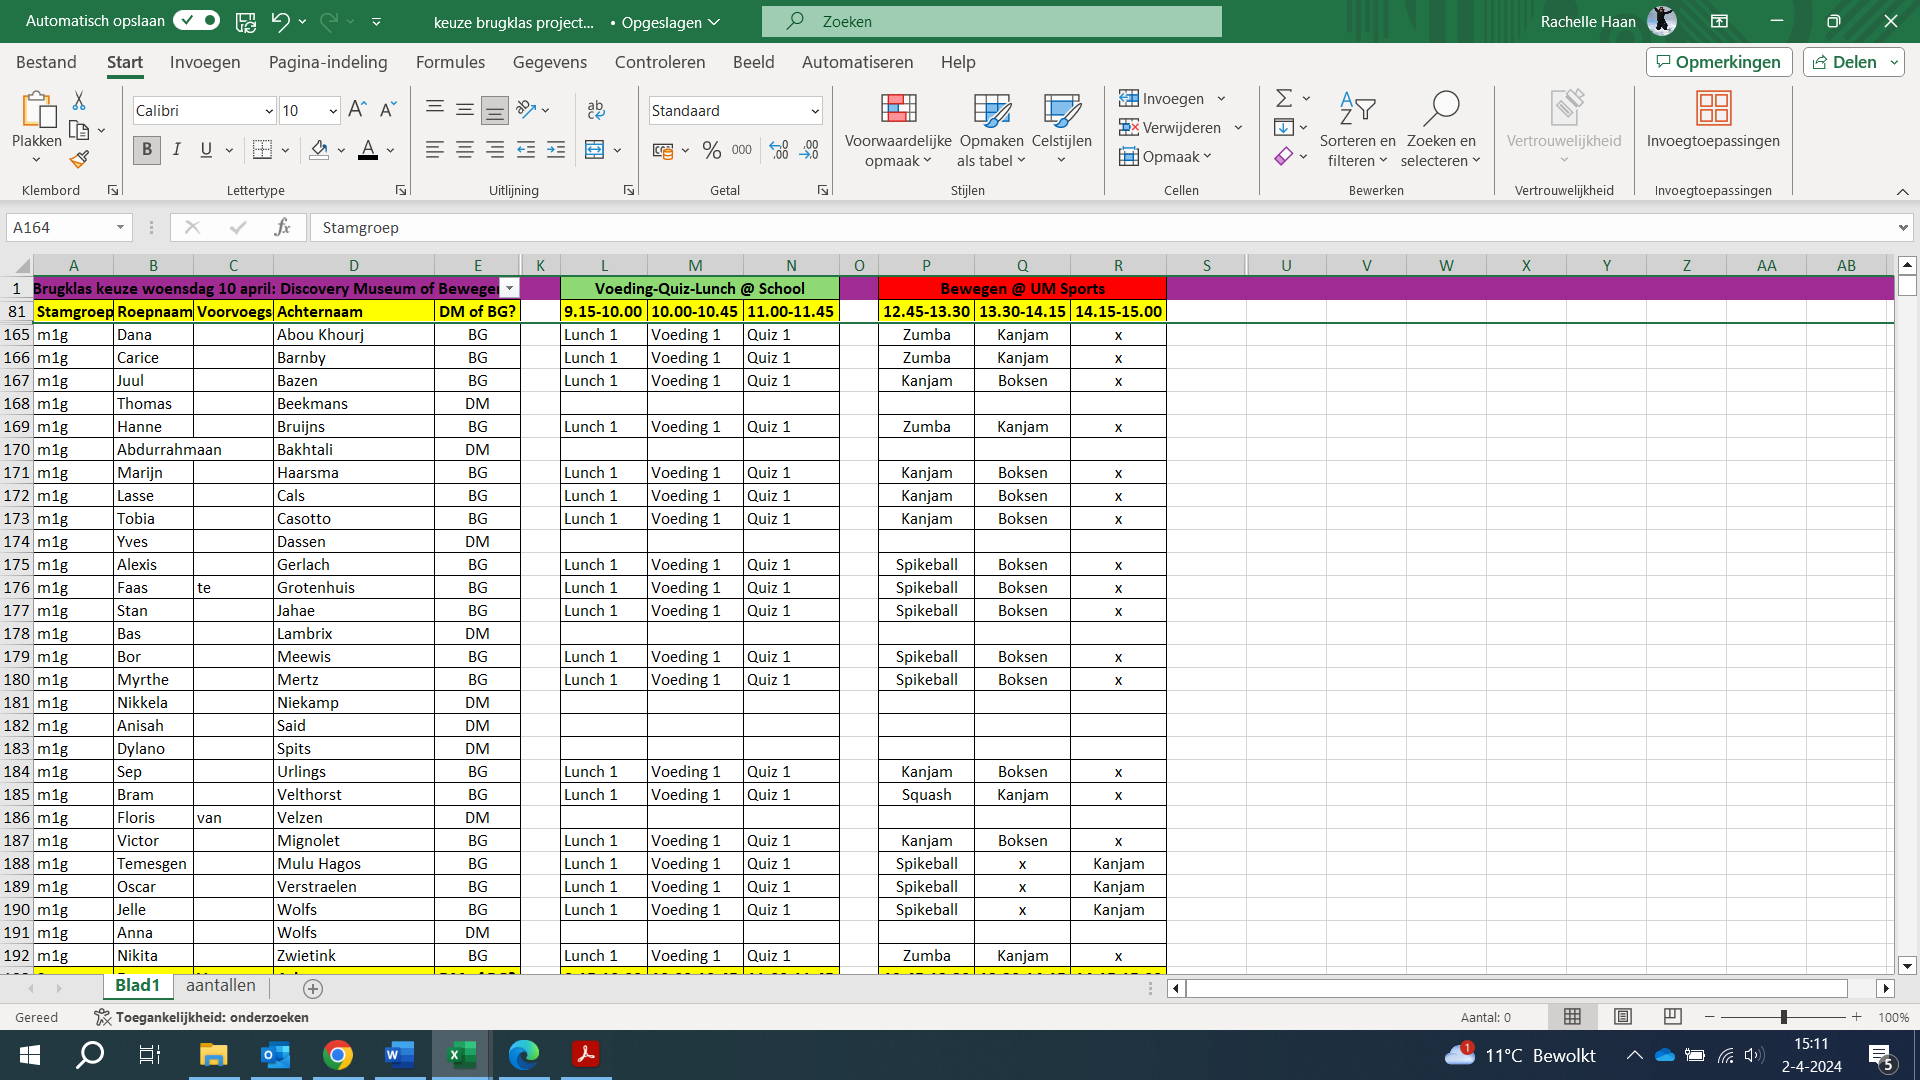 Automatisch opslaan keuze brugklas project... • Opgeslagen Zoeken Rachelle Haan
Bestand Start Invoegen Pagina-indeling Formules Gegevens Controleren Beeld Automatiseren Help Opmerkingen Delen
Calibri 10 Standaard
Plakken
Voorwaardelijke opmaak
Opmaken als tabel
Celstijlen
Invoegen
Verwijderen
Opmaak
Sorteren en filteren
Zoeken en selecteren
Vertrouwelijkheid
Invoegtoepassingen
Klembord Lettertype Uitlijning Getal Stijlen Cellen Bewerken Vertrouwelijkheid Invoegtoepassingen
A164 fx Stamgroep
A B C D E K L M N O P Q R S U V W X Y Z AA AB
1 Brugklas keuze woensdag 10 april: Discovery Museum of Bewegen Voeding-Quiz-Lunch @ School Bewegen @ UM Sports
81 Stamgroep Roepnaam Voorvoegs Achternaam DM of BG? 9.15-10.00 10.00-10.45 11.00-11.45 12.45-13.30 13.30-14.15 14.15-15.00
165 m1g Dana Abou Khourj BG Lunch 1 Voeding 1 Quiz 1 Zumba Kanjam x
166 m1g Carice Barnby BG Lunch 1 Voeding 1 Quiz 1 Zumba Kanjam x
167 m1g Juul Bazen BG Lunch 1 Voeding 1 Quiz 1 Kanjam Boksen x
168 m1g Thomas Beekmans DM
169 m1g Hanne Bruijns BG Lunch 1 Voeding 1 Quiz 1 Zumba Kanjam x
170 m1g Abdurrahmaan Bakhtali DM
171 m1g Marijn Haarsma BG Lunch 1 Voeding 1 Quiz 1 Kanjam Boksen x
172 m1g Lasse Cals BG Lunch 1 Voeding 1 Quiz 1 Kanjam Boksen x
173 m1g Tobia Casotto BG Lunch 1 Voeding 1 Quiz 1 Kanjam Boksen x
174 m1g Yves Dassen DM
175 m1g Alexis Gerlach BG Lunch 1 Voeding 1 Quiz 1 Spikeball Boksen x
176 m1g Faas te Grotenhuis BG Lunch 1 Voeding 1 Quiz 1 Spikeball Boksen x
177 m1g Stan Jahae BG Lunch 1 Voeding 1 Quiz 1 Spikeball Boksen x
178 m1g Bas Lambrix DM
179 m1g Bor Meewis BG Lunch 1 Voeding 1 Quiz 1 Spikeball Boksen x
180 m1g Myrthe Mertz BG Lunch 1 Voeding 1 Quiz 1 Spikeball Boksen x
181 m1g Nikkela Niekamp DM
182 m1g Anisah Said DM
183 m1g Dylano Spits DM
184 m1g Sep Urlings BG Lunch 1 Voeding 1 Quiz 1 Kanjam Boksen x
185 m1g Bram Velthorst BG Lunch 1 Voeding 1 Quiz 1 Squash Kanjam x
186 m1g Floris van Velzen DM
187 m1g Victor Mignolet BG Lunch 1 Voeding 1 Quiz 1 Kanjam Boksen x
188 m1g Temesgen Mulu Hagos BG Lunch 1 Voeding 1 Quiz 1 Spikeball x Kanjam
189 m1g Oscar Verstraelen BG Lunch 1 Voeding 1 Quiz 1 Spikeball x Kanjam
190 m1g Jelle Wolfs BG Lunch 1 Voeding 1 Quiz 1 Spikeball x Kanjam
191 m1g Anna Wolfs DM
192 m1g Nikita Zwietink BG Lunch 1 Voeding 1 Quiz 1 Zumba Kanjam x
Blad1 aantallen
Gereed Toegankelijkheid: onderzoeken Aantal: 0 100%
11°C Bewolkt 15:11
2-4-2024